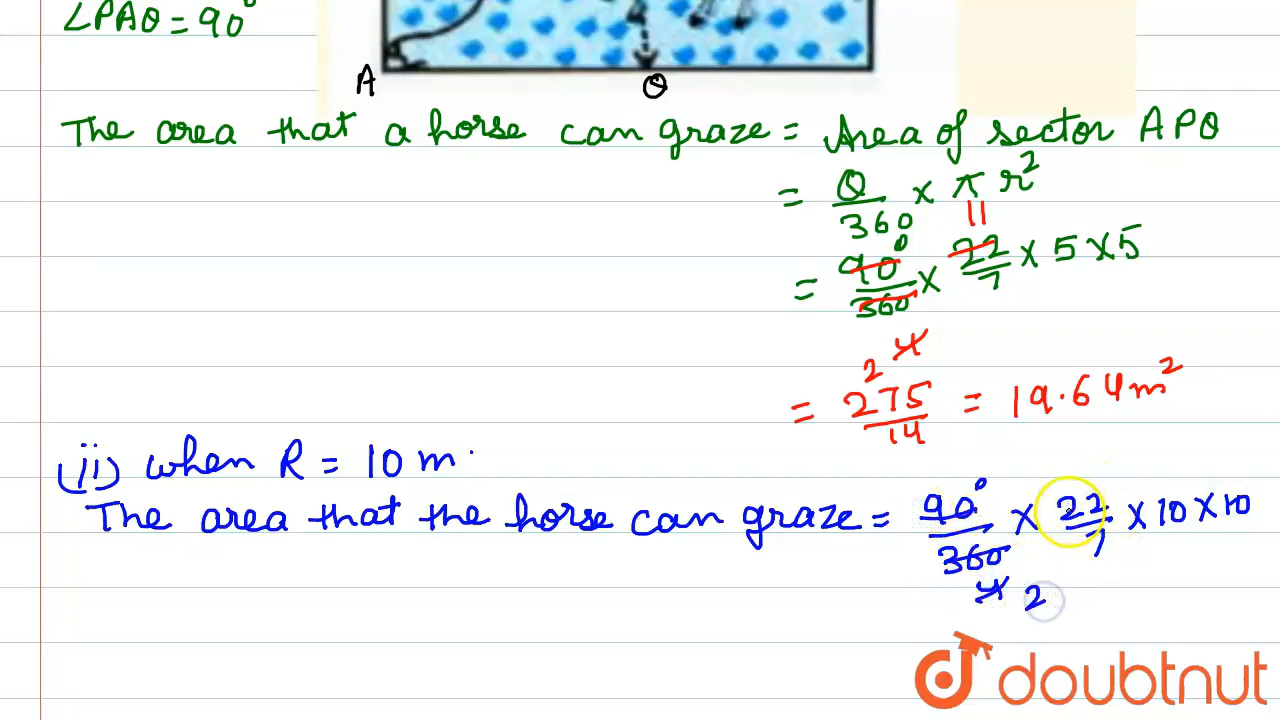 ∠PAQ = 90°
A
Q
The area that a horse can graze = Area of sector APQ
= θ/360 × πr²
11
= 90°/360 × 22/7 × 5 × 5
2 4
= 275/14 = 19.64 m²
(ii) when R = 10 m.
The area that the horse can graze = 90°/360 × 22/7 × 10 × 10
4 2
doubtnut